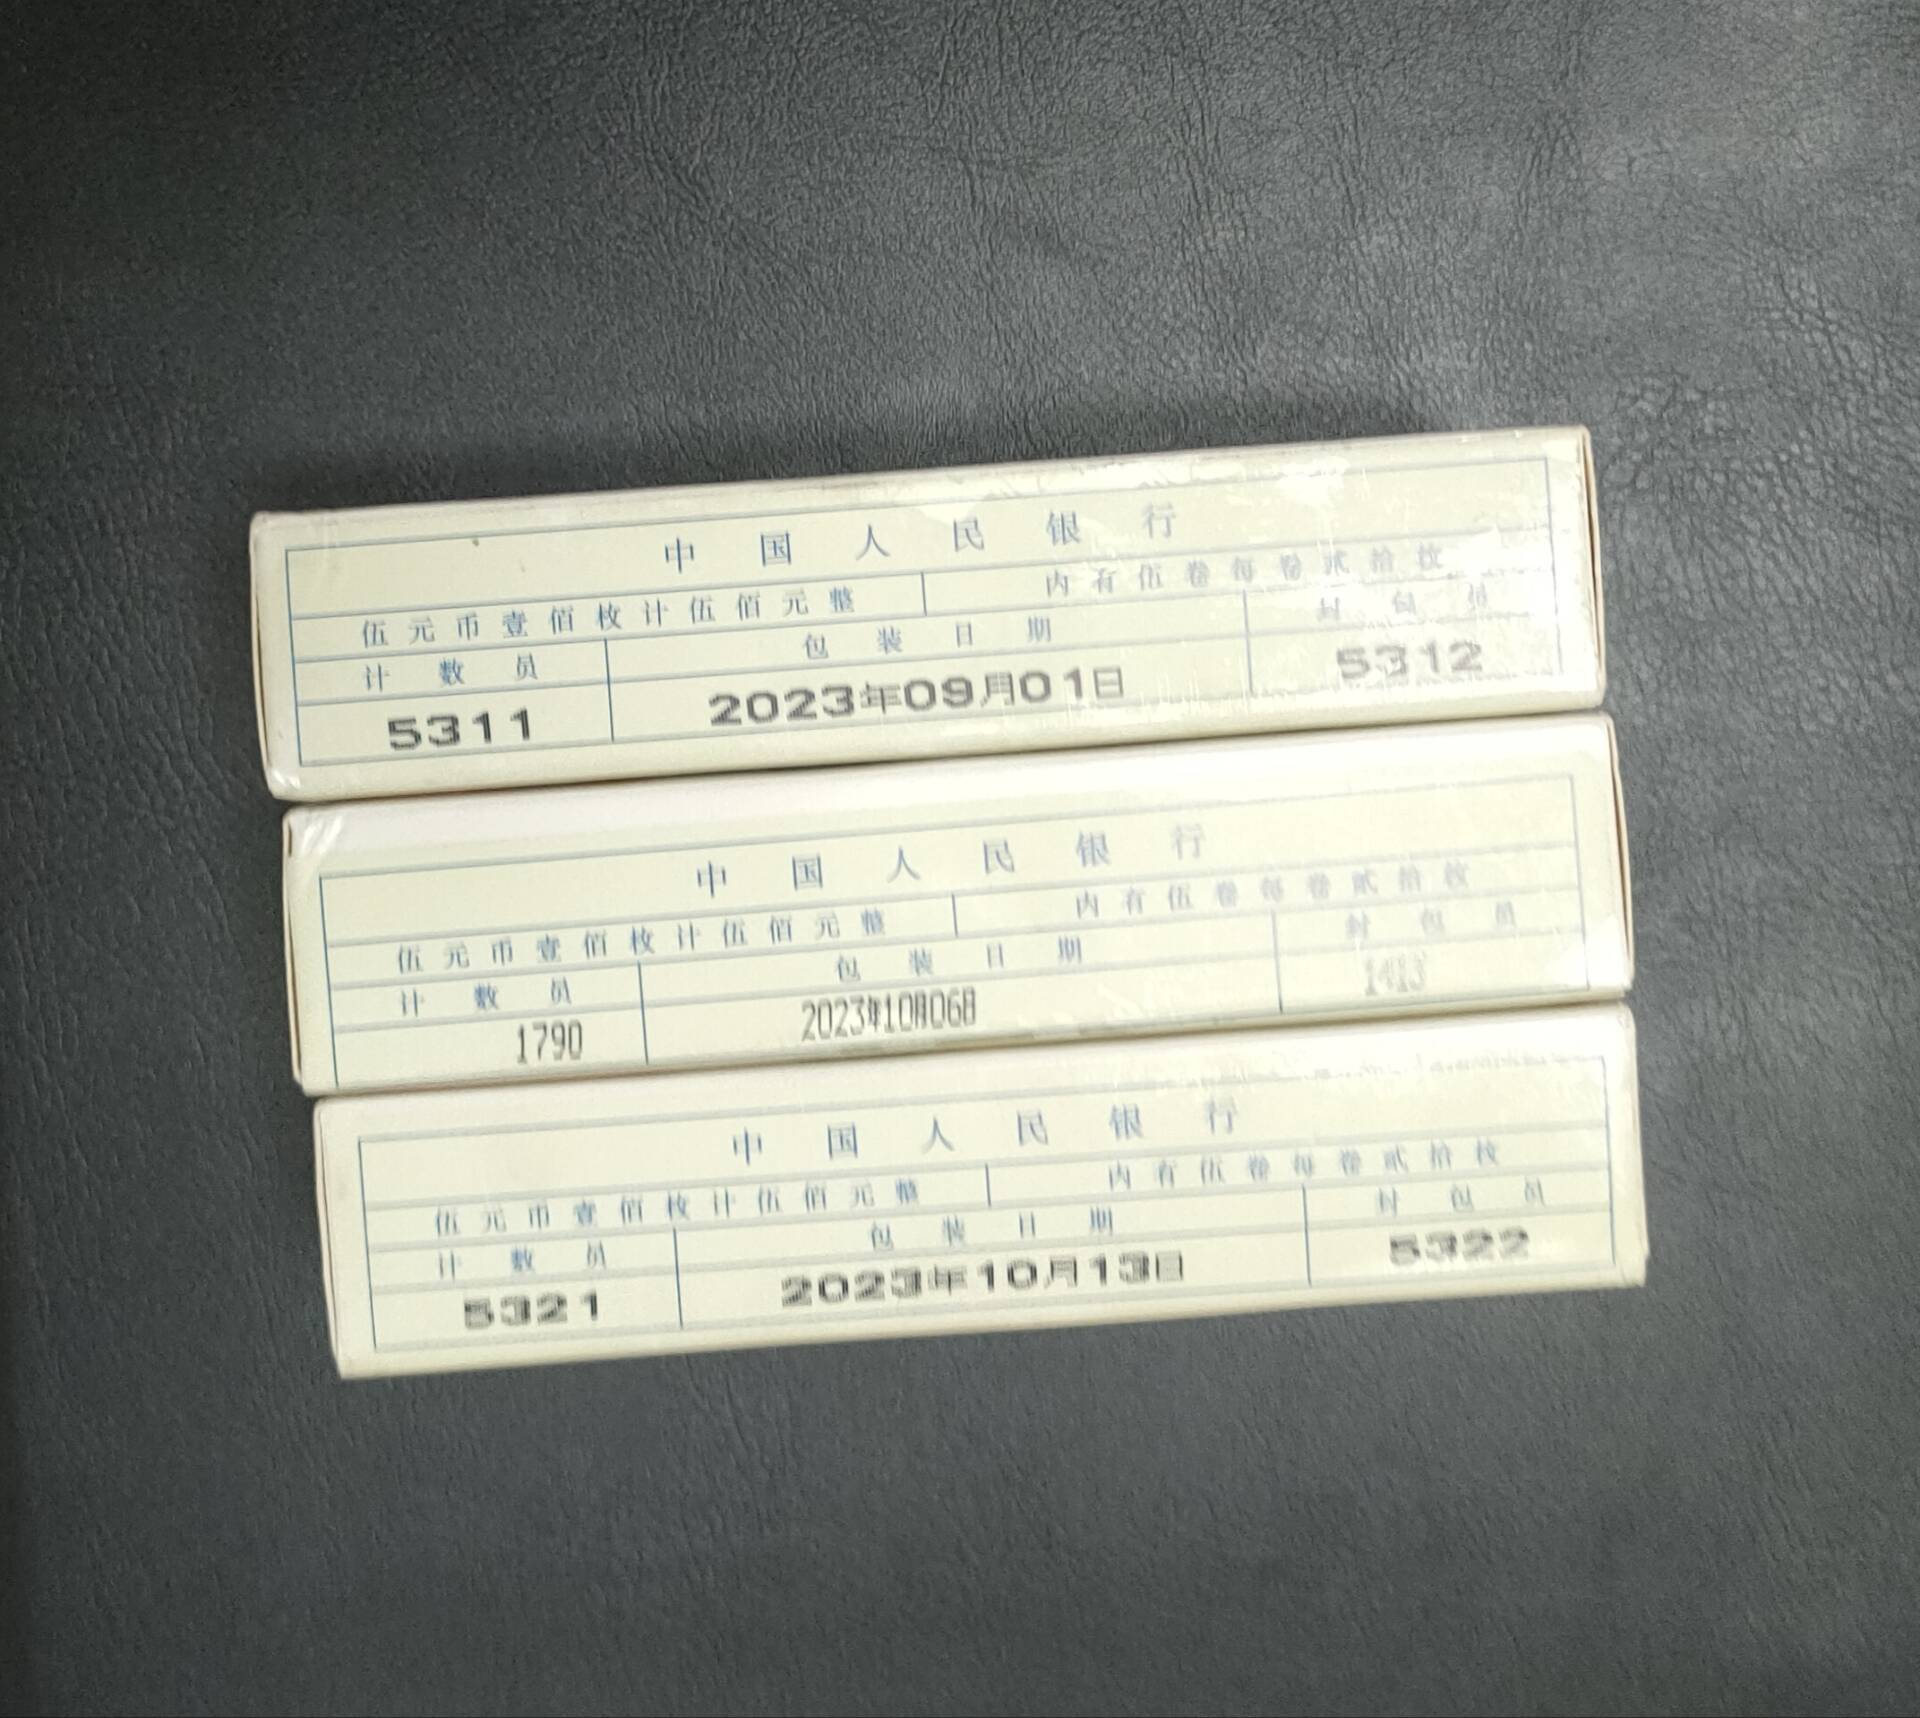 中国人民银行
伍元币壹佰枚计伍佰元整 内有伍卷每卷贰拾枚
计数员 包装日期 封包员
5311 2023年09月01日 5312
中国人民银行
伍元币壹佰枚计伍佰元整 内有伍卷每卷贰拾枚
计数员 包装日期 封包员
1790 2023年10月06日 1413
中国人民银行
伍元币壹佰枚计伍佰元整 内有伍卷每卷贰拾枚
计数员 包装日期 封包员
5321 2023年10月13日 5322